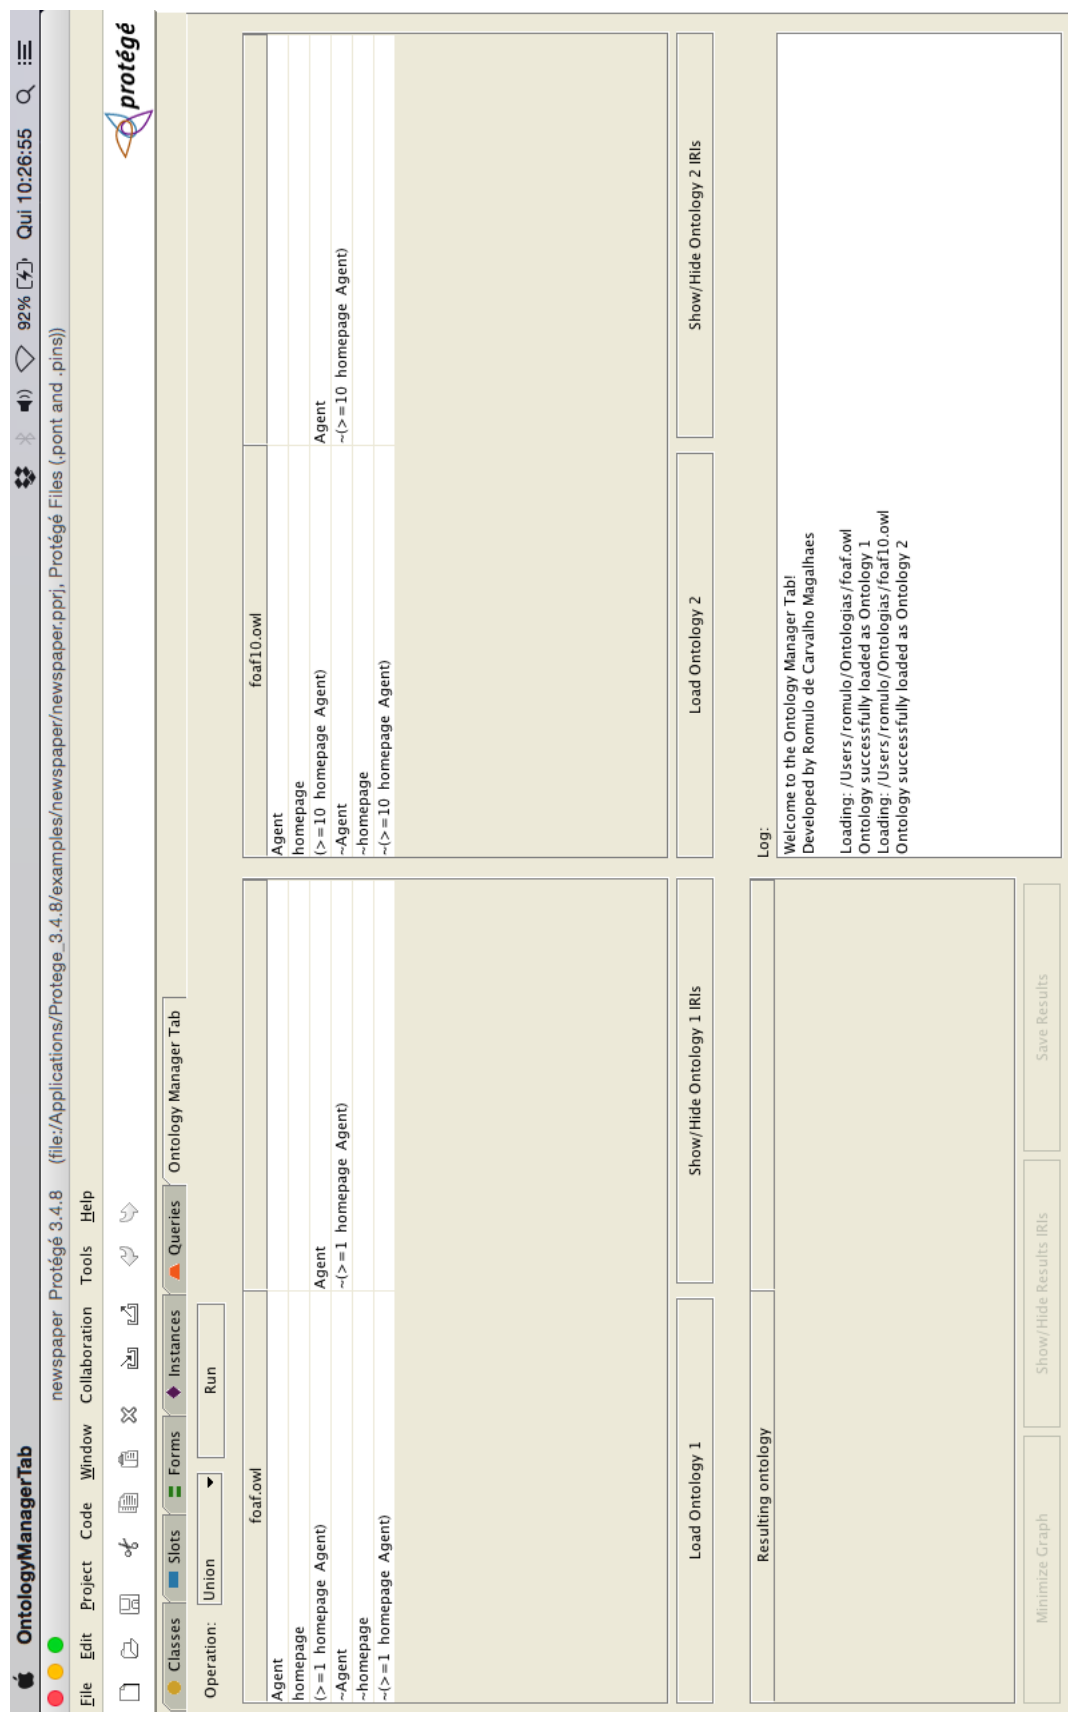 OntologyManagerTab 92% Qui 10:26:55
newspaper Protégé 3.4.8 (file:/Applications/Protege_3.4.8/examples/newspaper/newspaper.pprj, Protégé Files (.pont and .pins))
File Edit Project Code Window Collaboration Tools Help
protégé
Classes Slots Forms Instances Queries Ontology Manager Tab
Operation: Union Run
foaf.owl
Agent
homepage
(>=1 homepage Agent) Agent
~Agent ~(>=1 homepage Agent)
~homepage
~(>=1 homepage Agent)
Load Ontology 1 Show/Hide Ontology 1 IRIs
foaf10.owl
Agent
homepage
(>=10 homepage Agent) Agent
~Agent ~(>=10 homepage Agent)
~homepage
~(>=10 homepage Agent)
Load Ontology 2 Show/Hide Ontology 2 IRIs
Resulting ontology
Minimize Graph Show/Hide Results IRIs Save Results
Log:
Welcome to the Ontology Manager Tab!
Developed by Romulo de Carvalho Magalhaes
Loading: /Users/romulo/Ontologias/foaf.owl
Ontology successfully loaded as Ontology 1
Loading: /Users/romulo/Ontologias/foaf10.owl
Ontology successfully loaded as Ontology 2